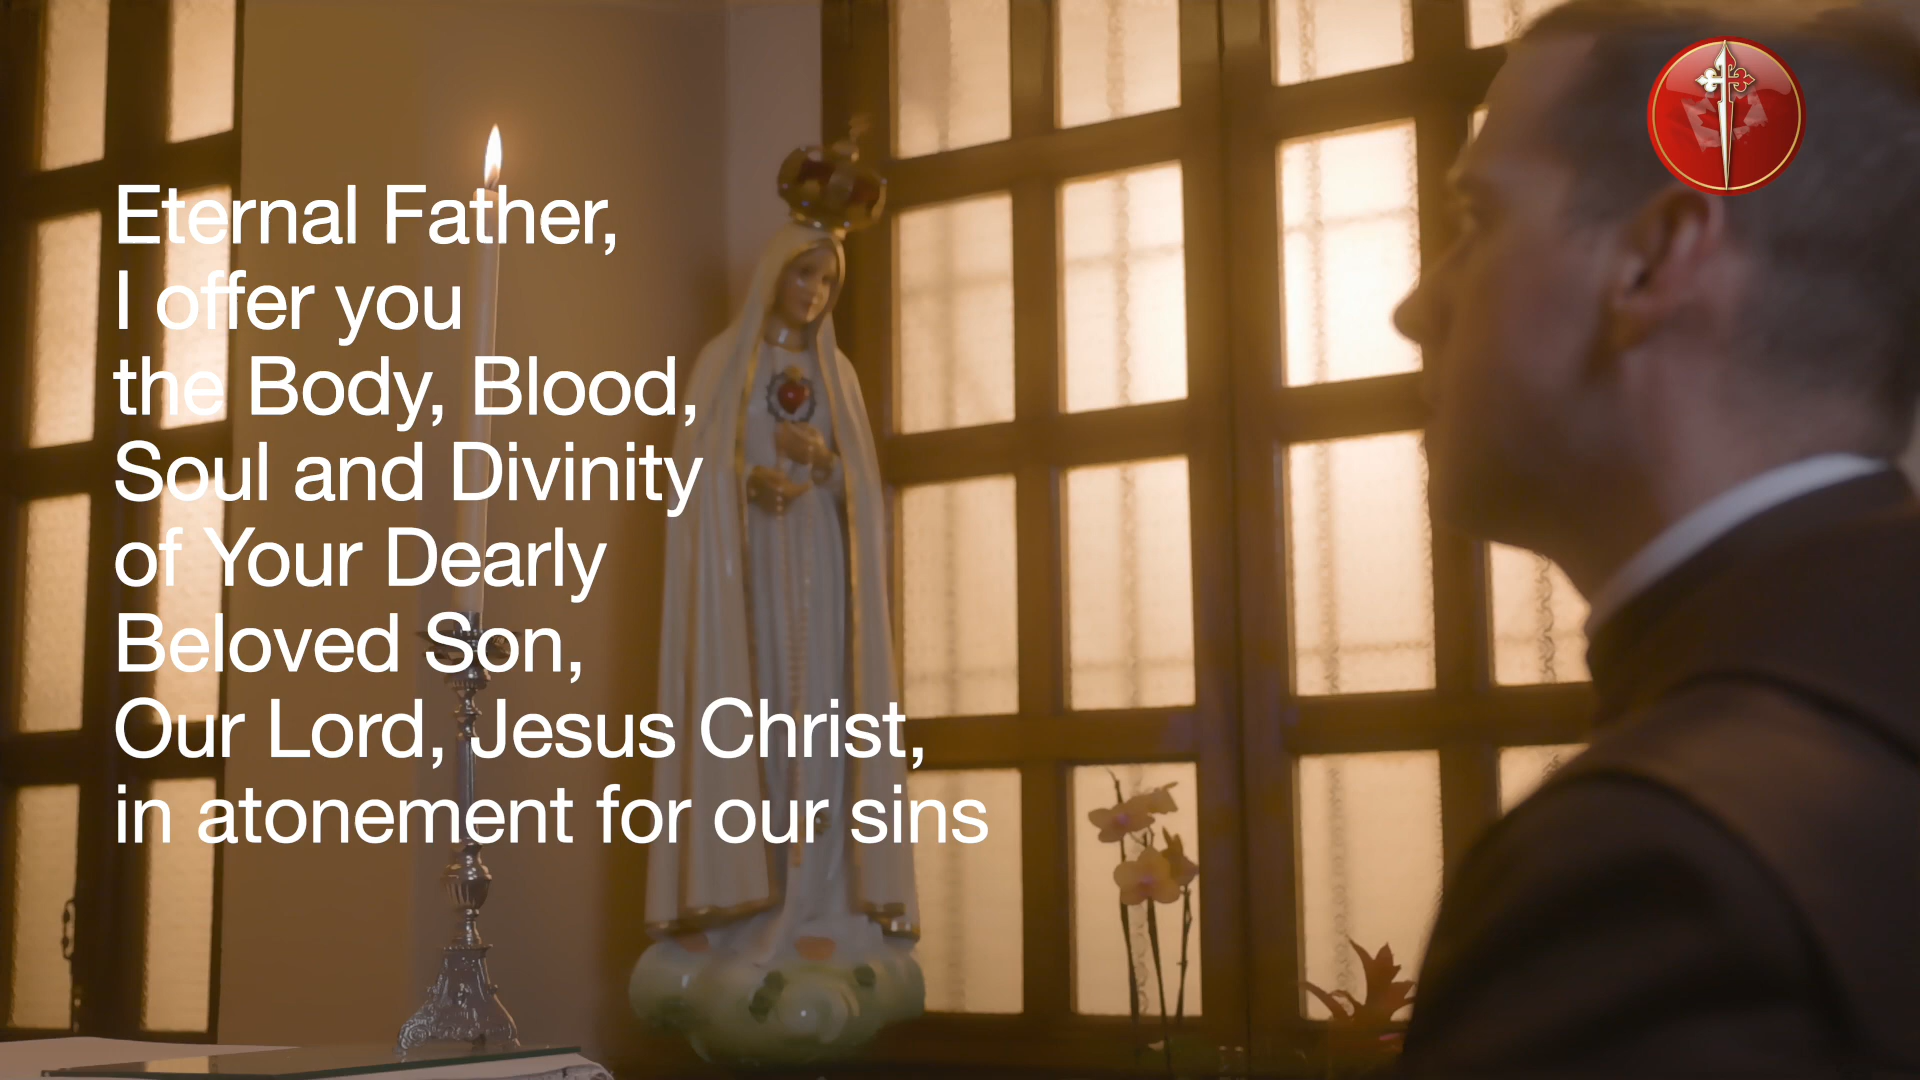 Eternal Father,
I offer you
the Body, Blood,
Soul and Divinity
of Your Dearly
Beloved Son,
Our Lord, Jesus Christ,
in atonement for our sins